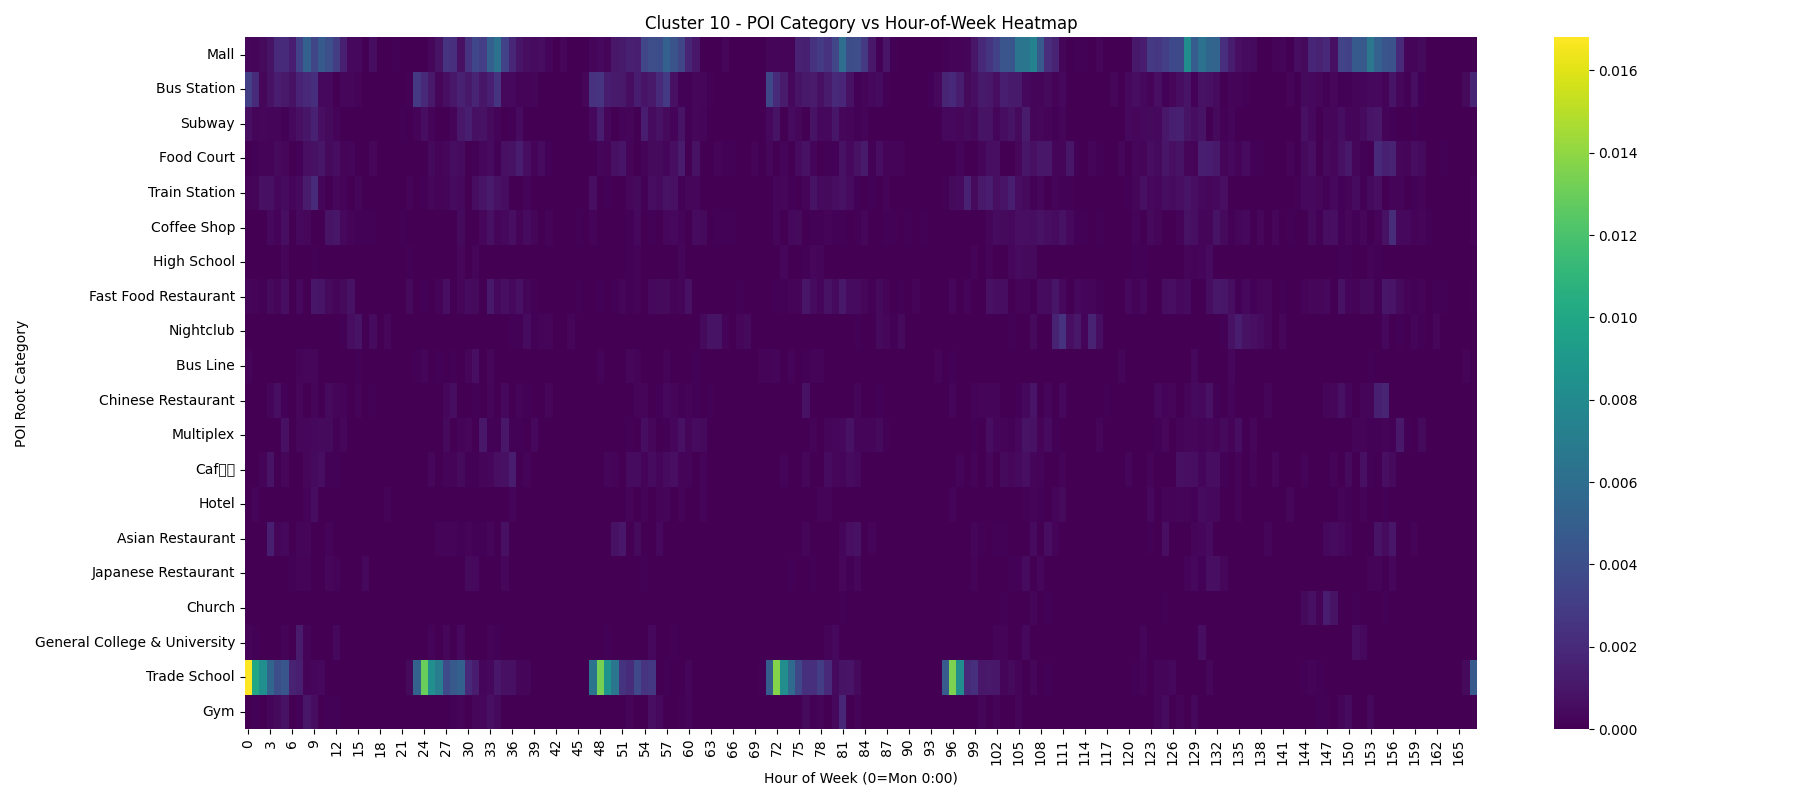 Cluster 10 - POI Category vs Hour-of-Week Heatmap
POI Root Category
Mall
Bus Station
Subway
Food Court
Train Station
Coffee Shop
High School
Fast Food Restaurant
Nightclub
Bus Line
Chinese Restaurant
Multiplex
Caf▯▯
Hotel
Asian Restaurant
Japanese Restaurant
Church
General College & University
Trade School
Gym
0 3 6 9 12 15 18 21 24 27 30 33 36 39 42 45 48 51 54 57 60 63 66 69 72 75 78 81 84 87 90 93 96 99 102 105 108 111 114 117 120 123 126 129 132 135 138 141 144 147 150 153 156 159 162 165
Hour of Week (0=Mon 0:00)
0.016
0.014
0.012
0.010
0.008
0.006
0.004
0.002
0.000